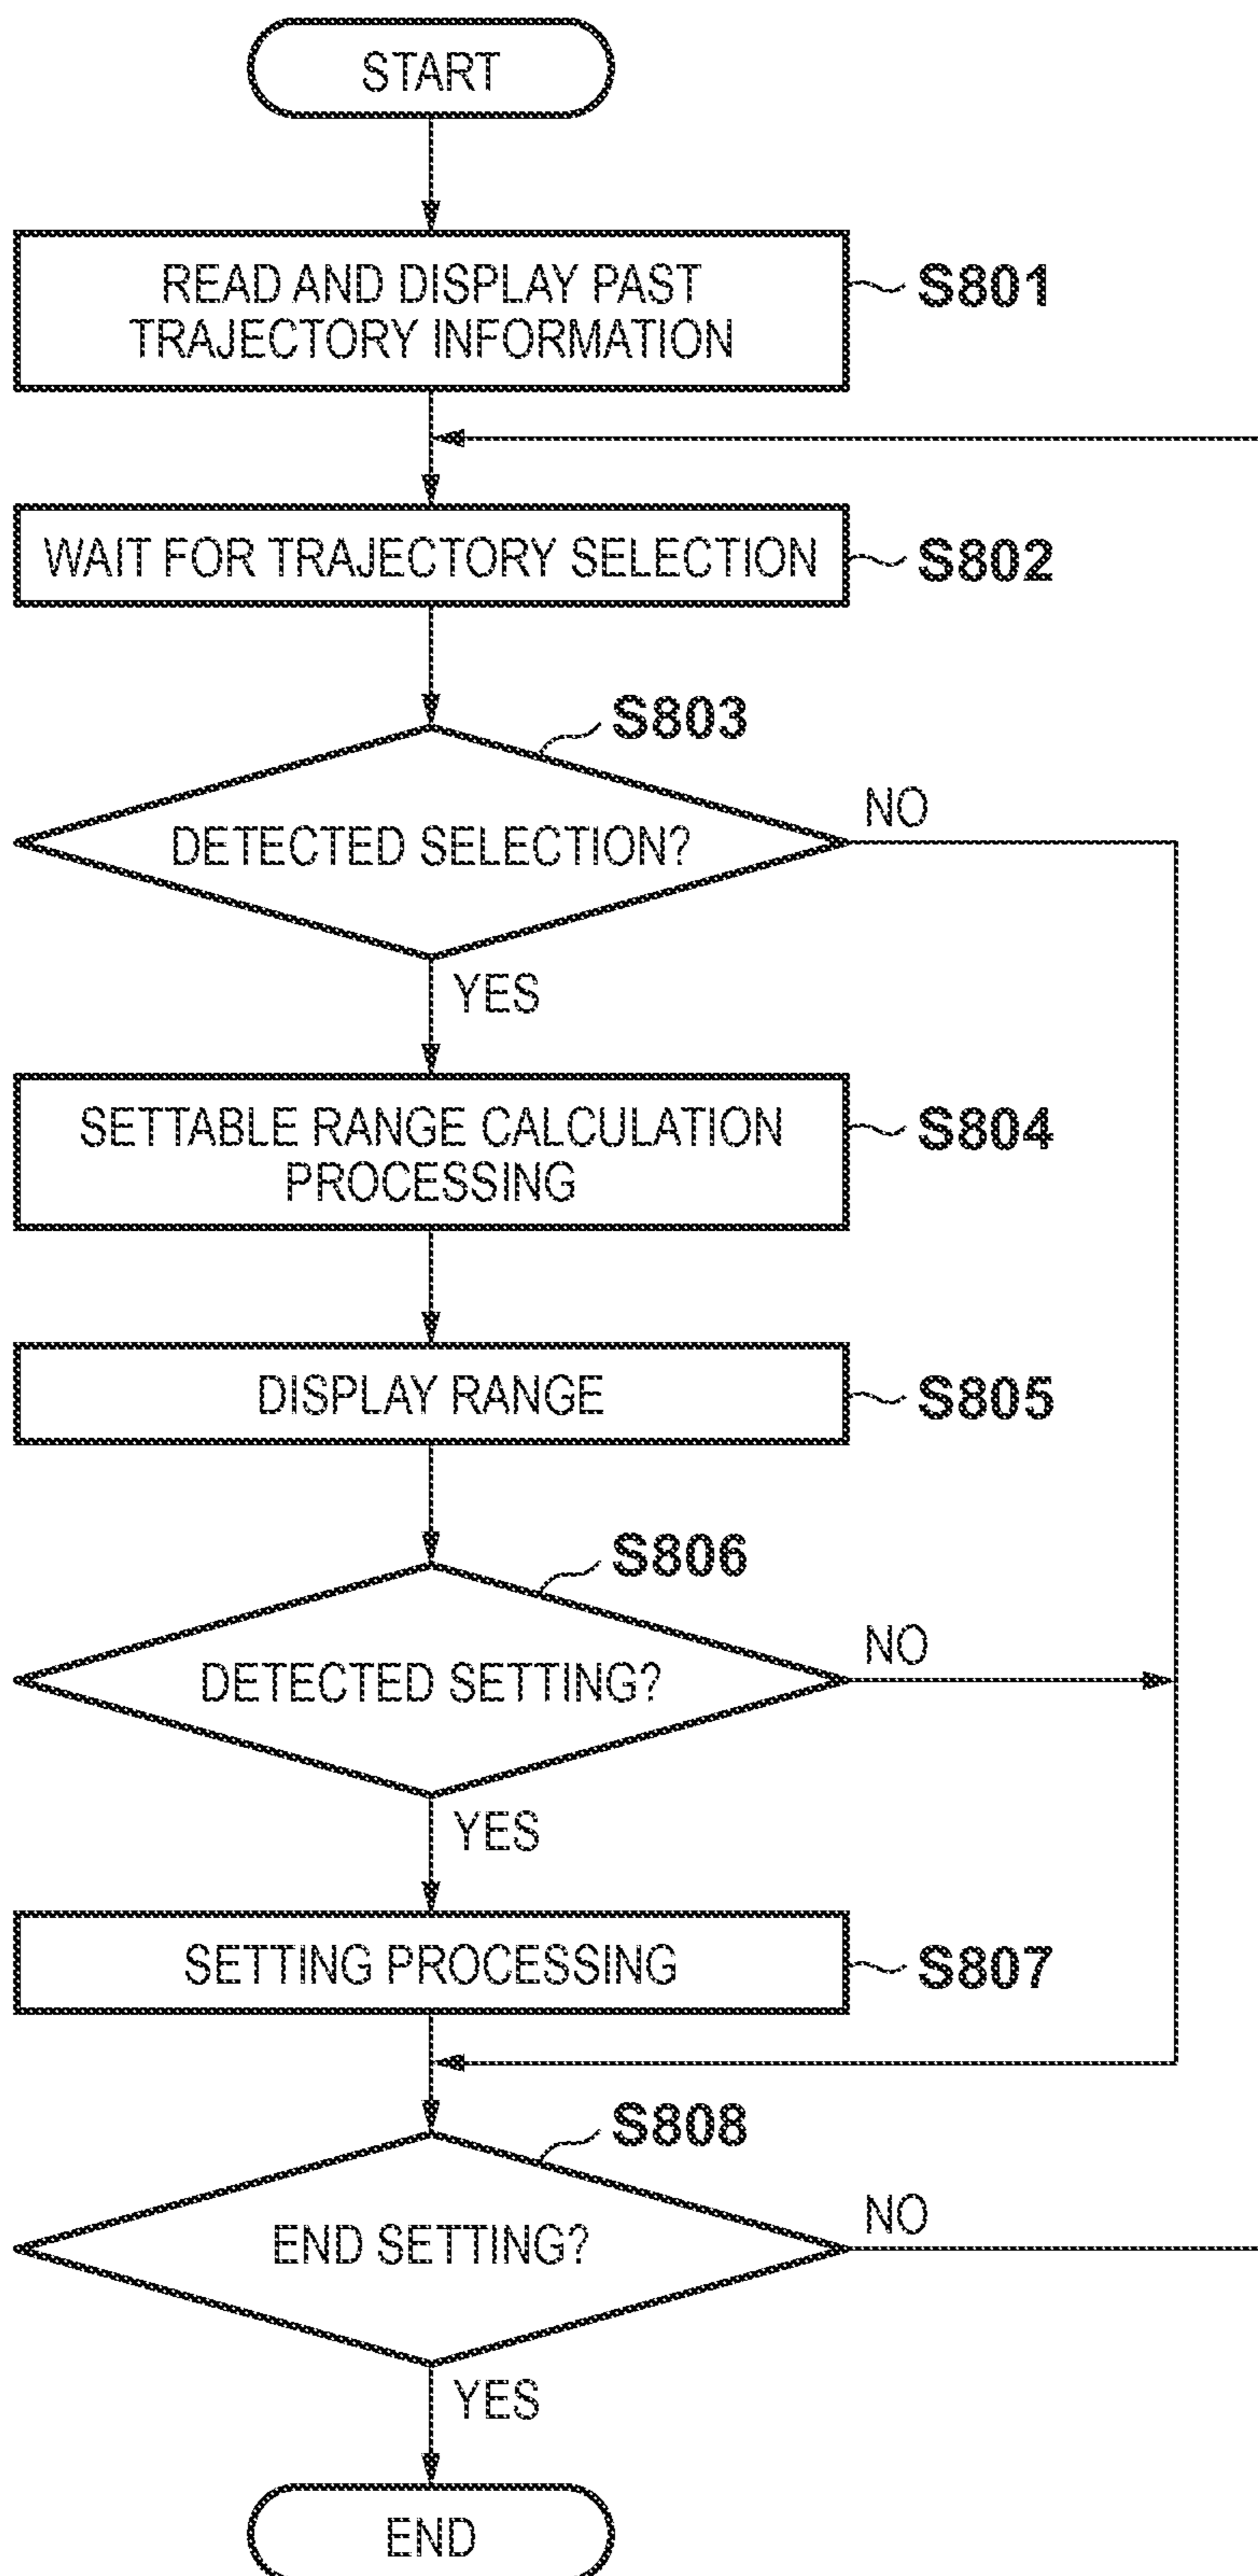 START
READ AND DISPLAY PAST
TRAJECTORY INFORMATION
S801
WAIT FOR TRAJECTORY SELECTION
S802
S803
DETECTED SELECTION?
NO
YES
SETTABLE RANGE CALCULATION
PROCESSING
S804
DISPLAY RANGE
S805
S806
DETECTED SETTING?
NO
YES
SETTING PROCESSING
S807
S808
END SETTING?
NO
YES
END